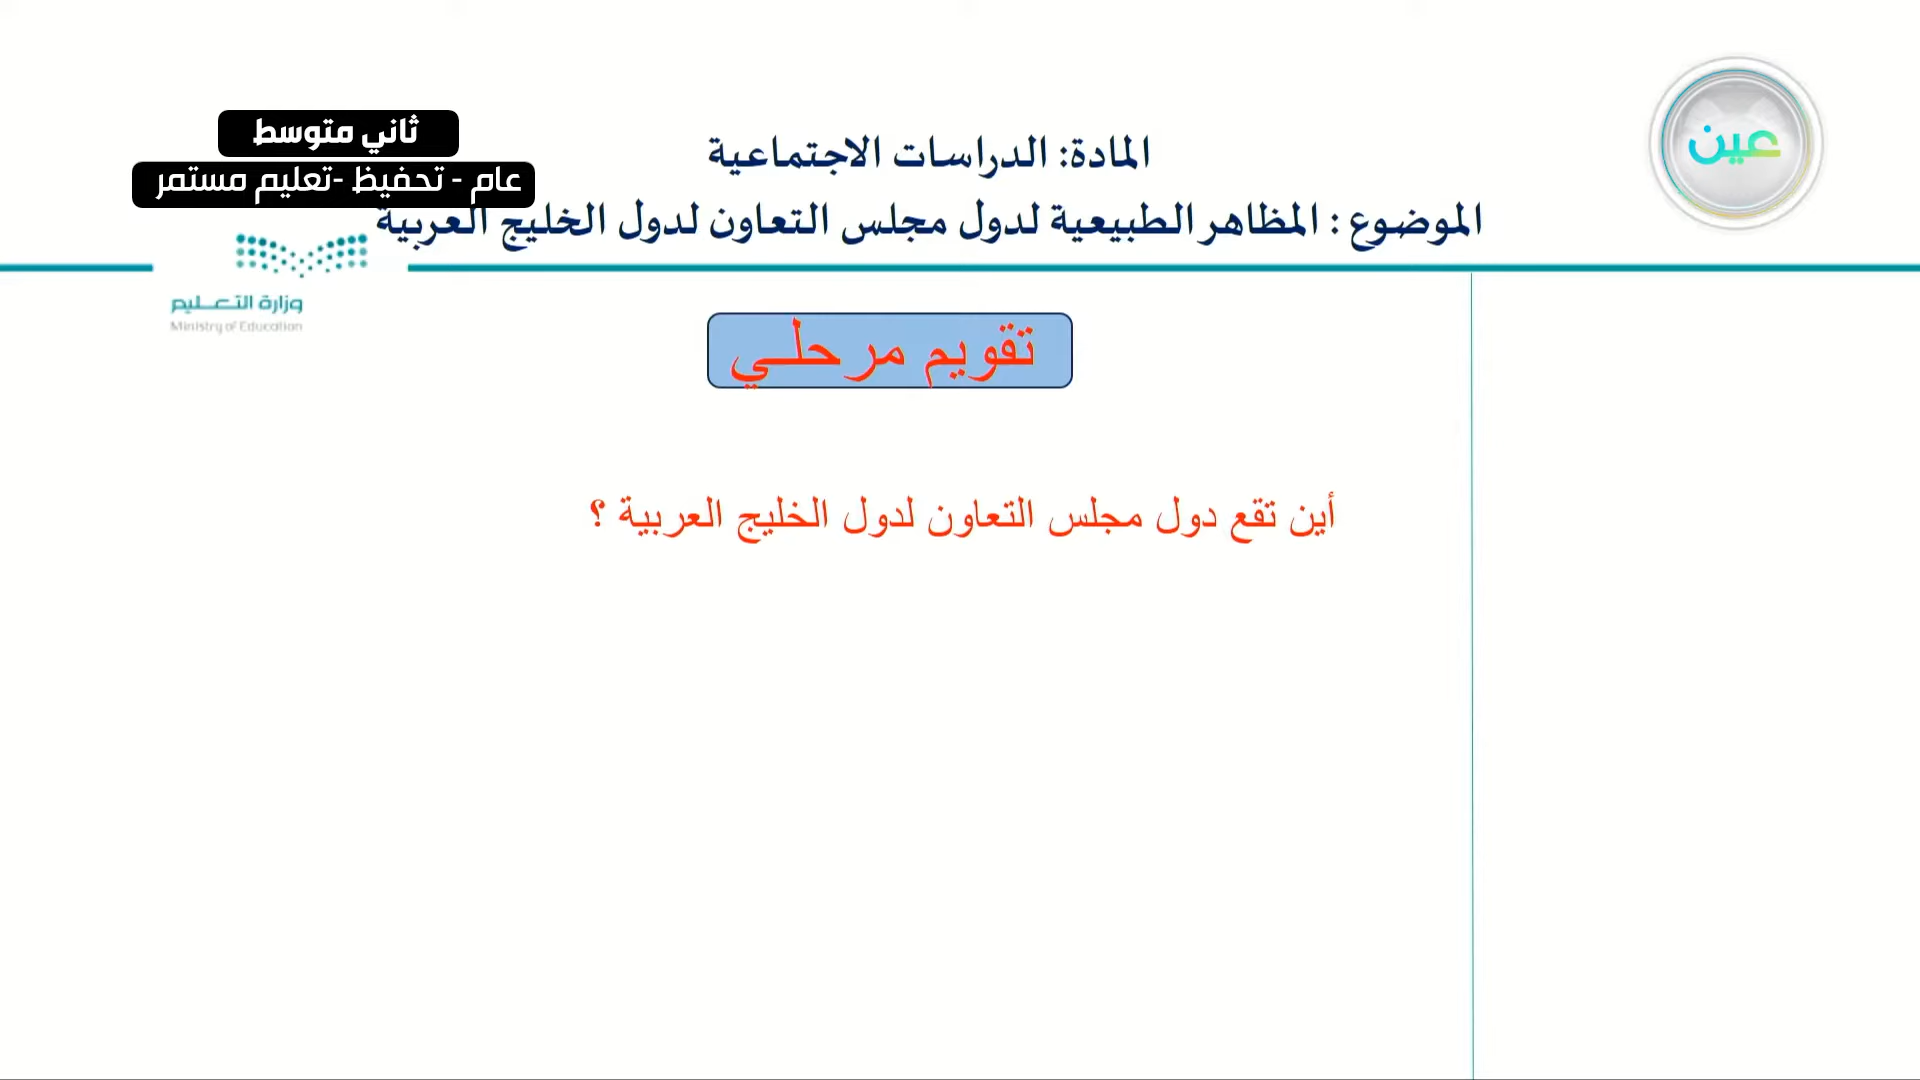 عين
ثاني متوسط
عام - تحفيظ -تعليم مستمر
المادة: الدراسات الاجتماعية
الموضوع : المظاهر الطبيعية لدول مجلس التعاون لدول الخليج العربية
وزارة التعليم
Ministry of Education
تقويم مرحلي
أين تقع دول مجلس التعاون لدول الخليج العربية ؟